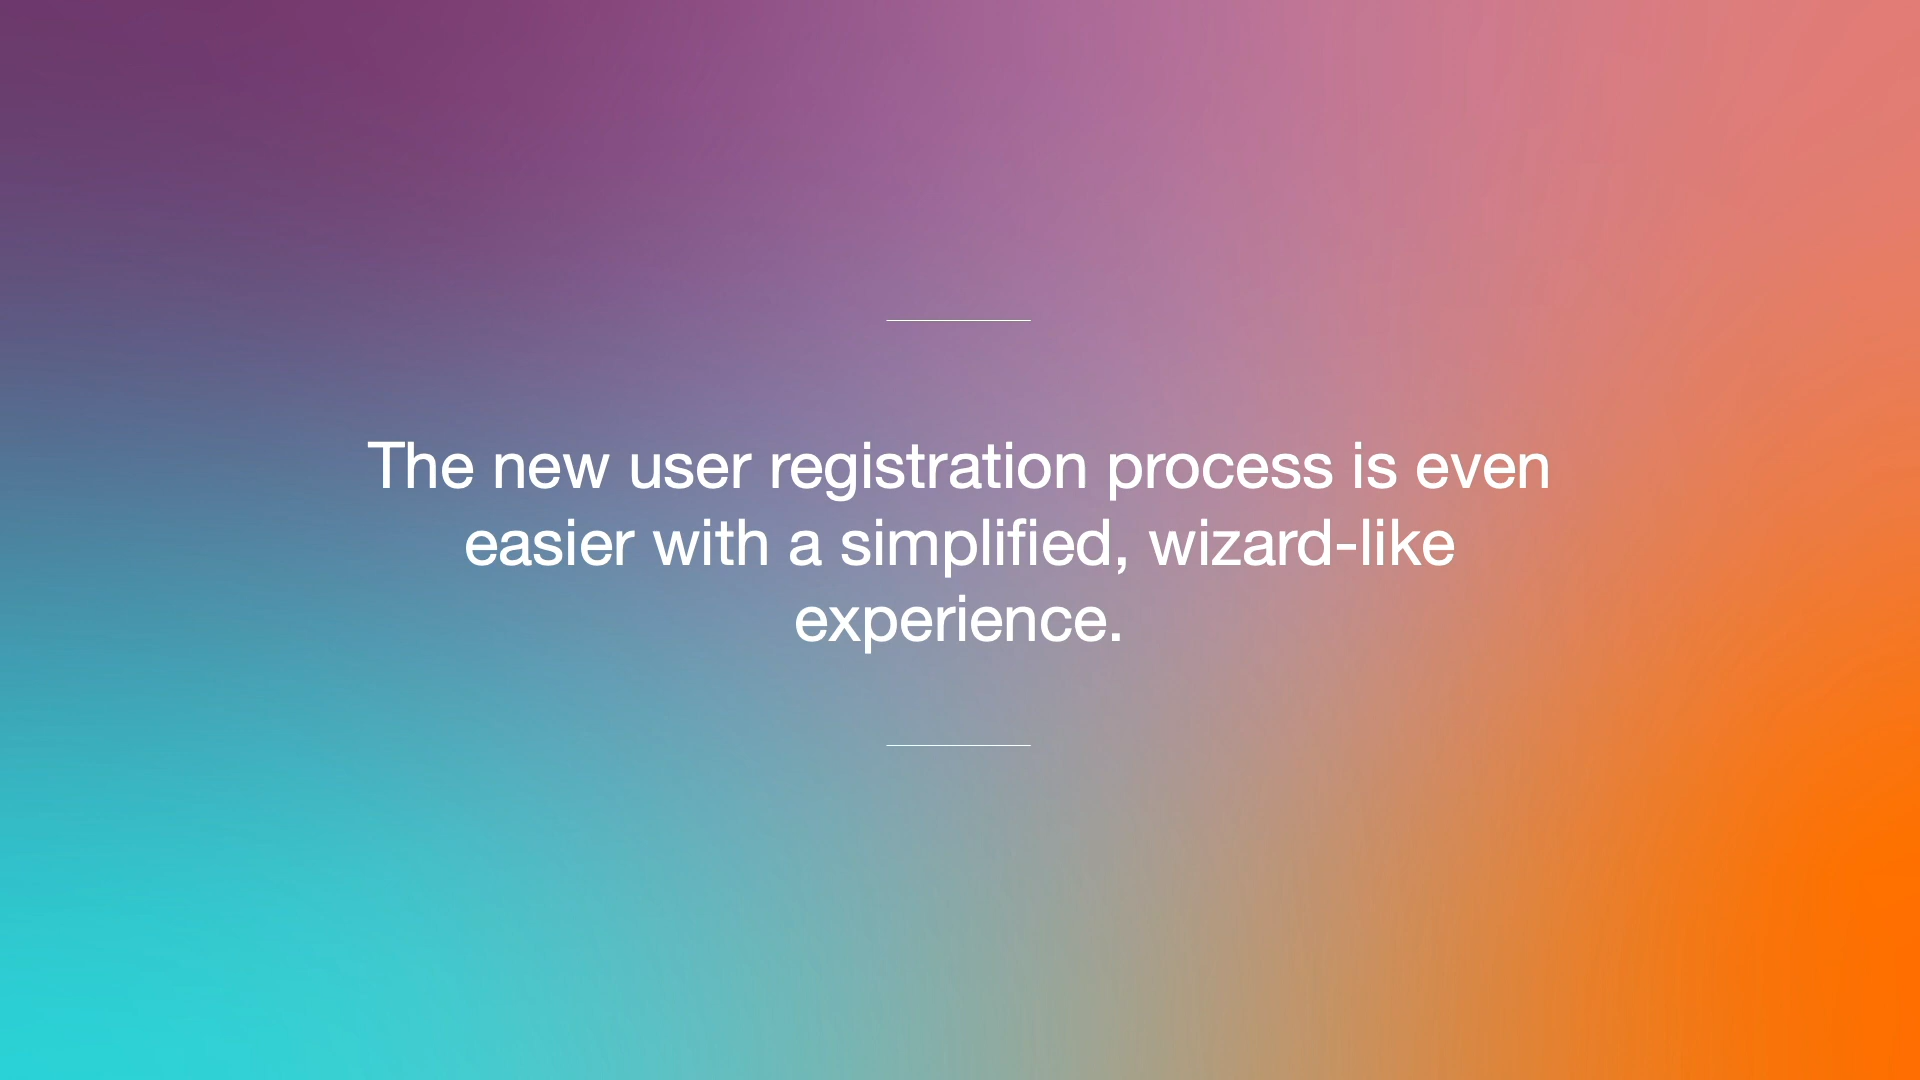 The new user registration process is even
easier with a simplified, wizard-like
experience.